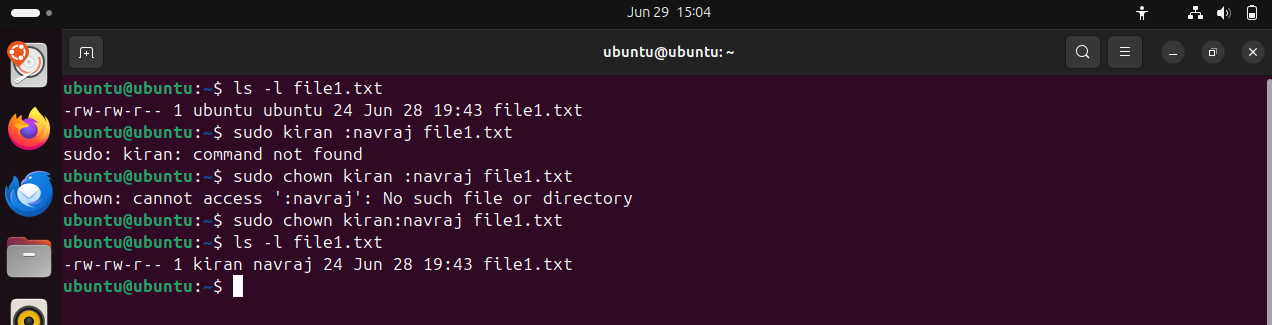 Jun 29 15:04
ubuntu@ubuntu: ~
ubuntu@ubuntu:~$ ls -l file1.txt
-rw-rw-r-- 1 ubuntu ubuntu 24 Jun 28 19:43 file1.txt
ubuntu@ubuntu:~$ sudo kiran :navraj file1.txt
sudo: kiran: command not found
ubuntu@ubuntu:~$ sudo chown kiran :navraj file1.txt
chown: cannot access ':navraj': No such file or directory
ubuntu@ubuntu:~$ sudo chown kiran:navraj file1.txt
ubuntu@ubuntu:~$ ls -l file1.txt
-rw-rw-r-- 1 kiran navraj 24 Jun 28 19:43 file1.txt
ubuntu@ubuntu:~$